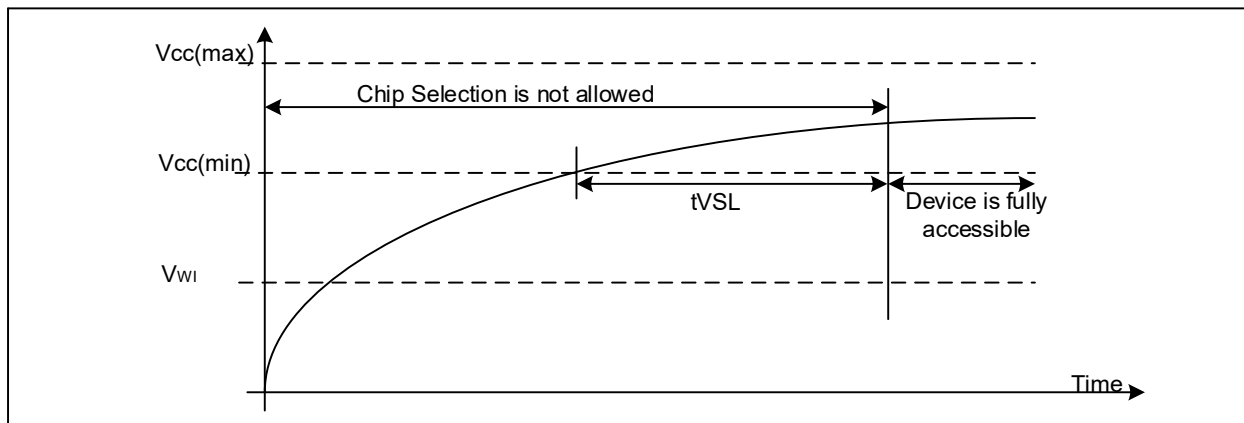 Vcc(max)
Chip Selection is not allowed
Vcc(min)
tVSL
Device is fully
accessible
VWI
Time